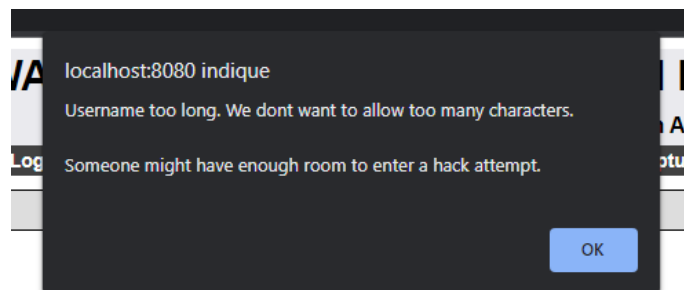 localhost:8080 indique
Username too long. We dont want to allow too many characters.
Someone might have enough room to enter a hack attempt.
OK